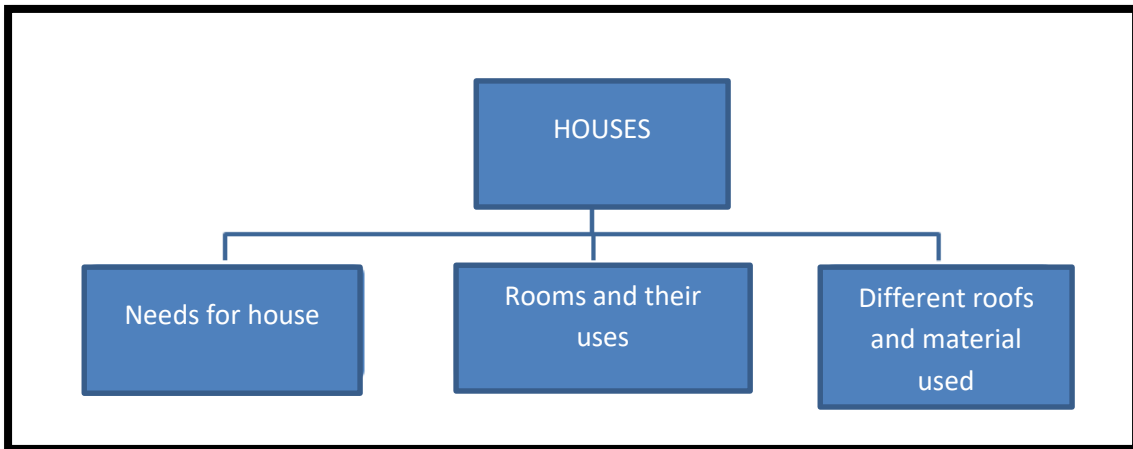 HOUSES
Needs for house
Rooms and their
uses
Different roofs
and material
used